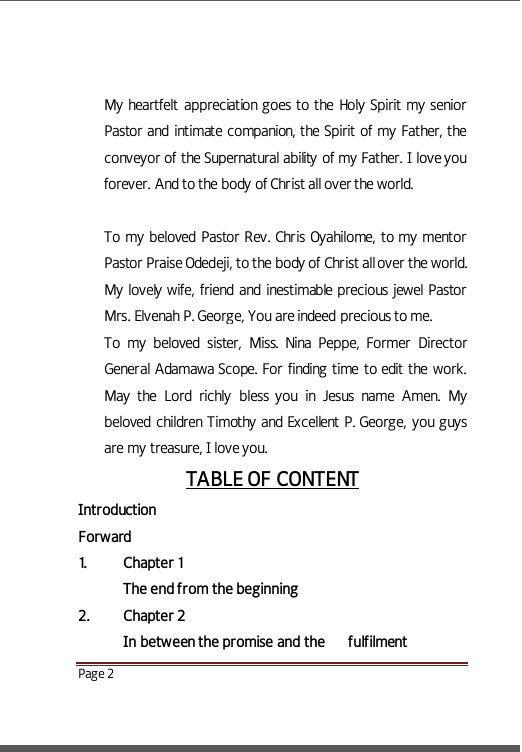 My heartfelt appreciation goes to the Holy Spirit my senior
Pastor and intimate companion, the Spirit of my Father, the
conveyor of the Supernatural ability of my Father. I love you
forever. And to the body of Christ all over the world.
To my beloved Pastor Rev. Chris Oyahilome, to my mentor
Pastor Praise Odedeji, to the body of Christ all over the world.
My lovely wife, friend and inestimable precious jewel Pastor
Mrs. Elvenah P. George, You are indeed precious to me.
To my beloved sister, Miss. Nina Peppe, Former Director
General Adamawa Scope. For finding time to edit the work.
May the Lord richly bless you in Jesus name Amen. My
beloved children Timothy and Excellent P. George, you guys
are my treasure, I love you.
TABLE OF CONTENT
Introduction
Forward
1. Chapter 1
The end from the beginning
2. Chapter 2
In between the promise and the fulfilment
Page 2